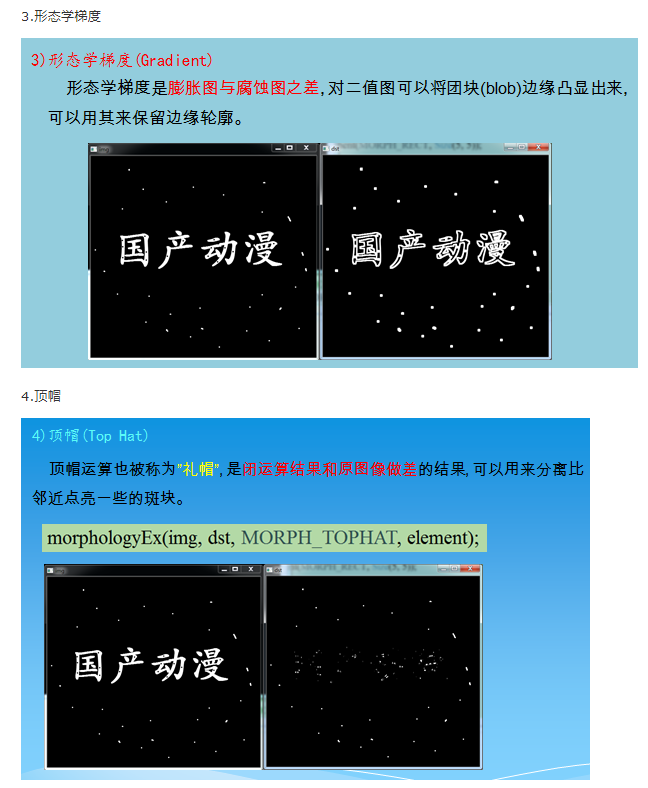 3.形态学梯度
3)形态学梯度(Gradient)
形态学梯度是膨胀图与腐蚀图之差,对二值图可以将团块(blob)边缘凸显出来,
可以用其来保留边缘轮廓。
dst
国产动漫
国产动漫
4.顶帽
4)顶帽(Top Hat)
顶帽运算也被称为"礼帽",是闭运算结果和原图像做差的结果,可以用来分离比
邻近点亮一些的斑块。
morphologyEx(img, dst, MORPH_TOPHAT, element);
国产动漫